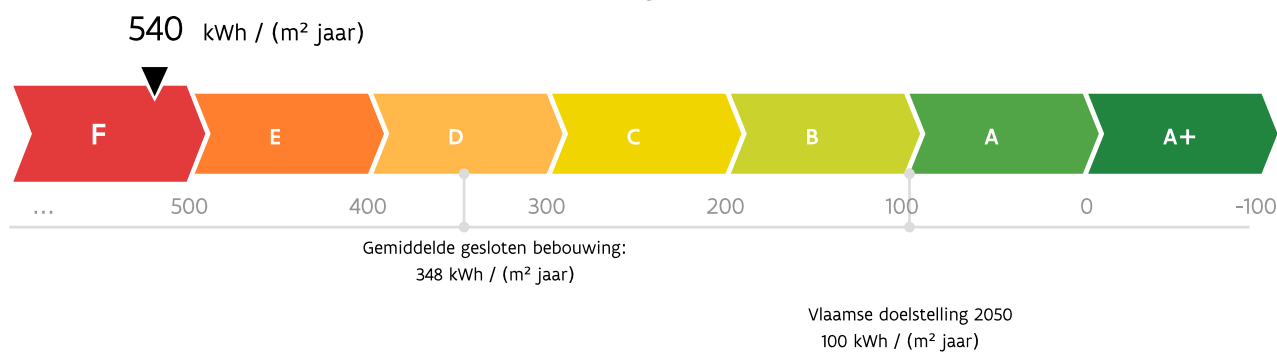 540 kWh / (m² jaar)
F E D C B A A+
... 500 400 300 200 100 0 -100
Gemiddelde gesloten bebouwing:
348 kWh / (m² jaar)
Vlaamse doelstelling 2050
100 kWh / (m² jaar)